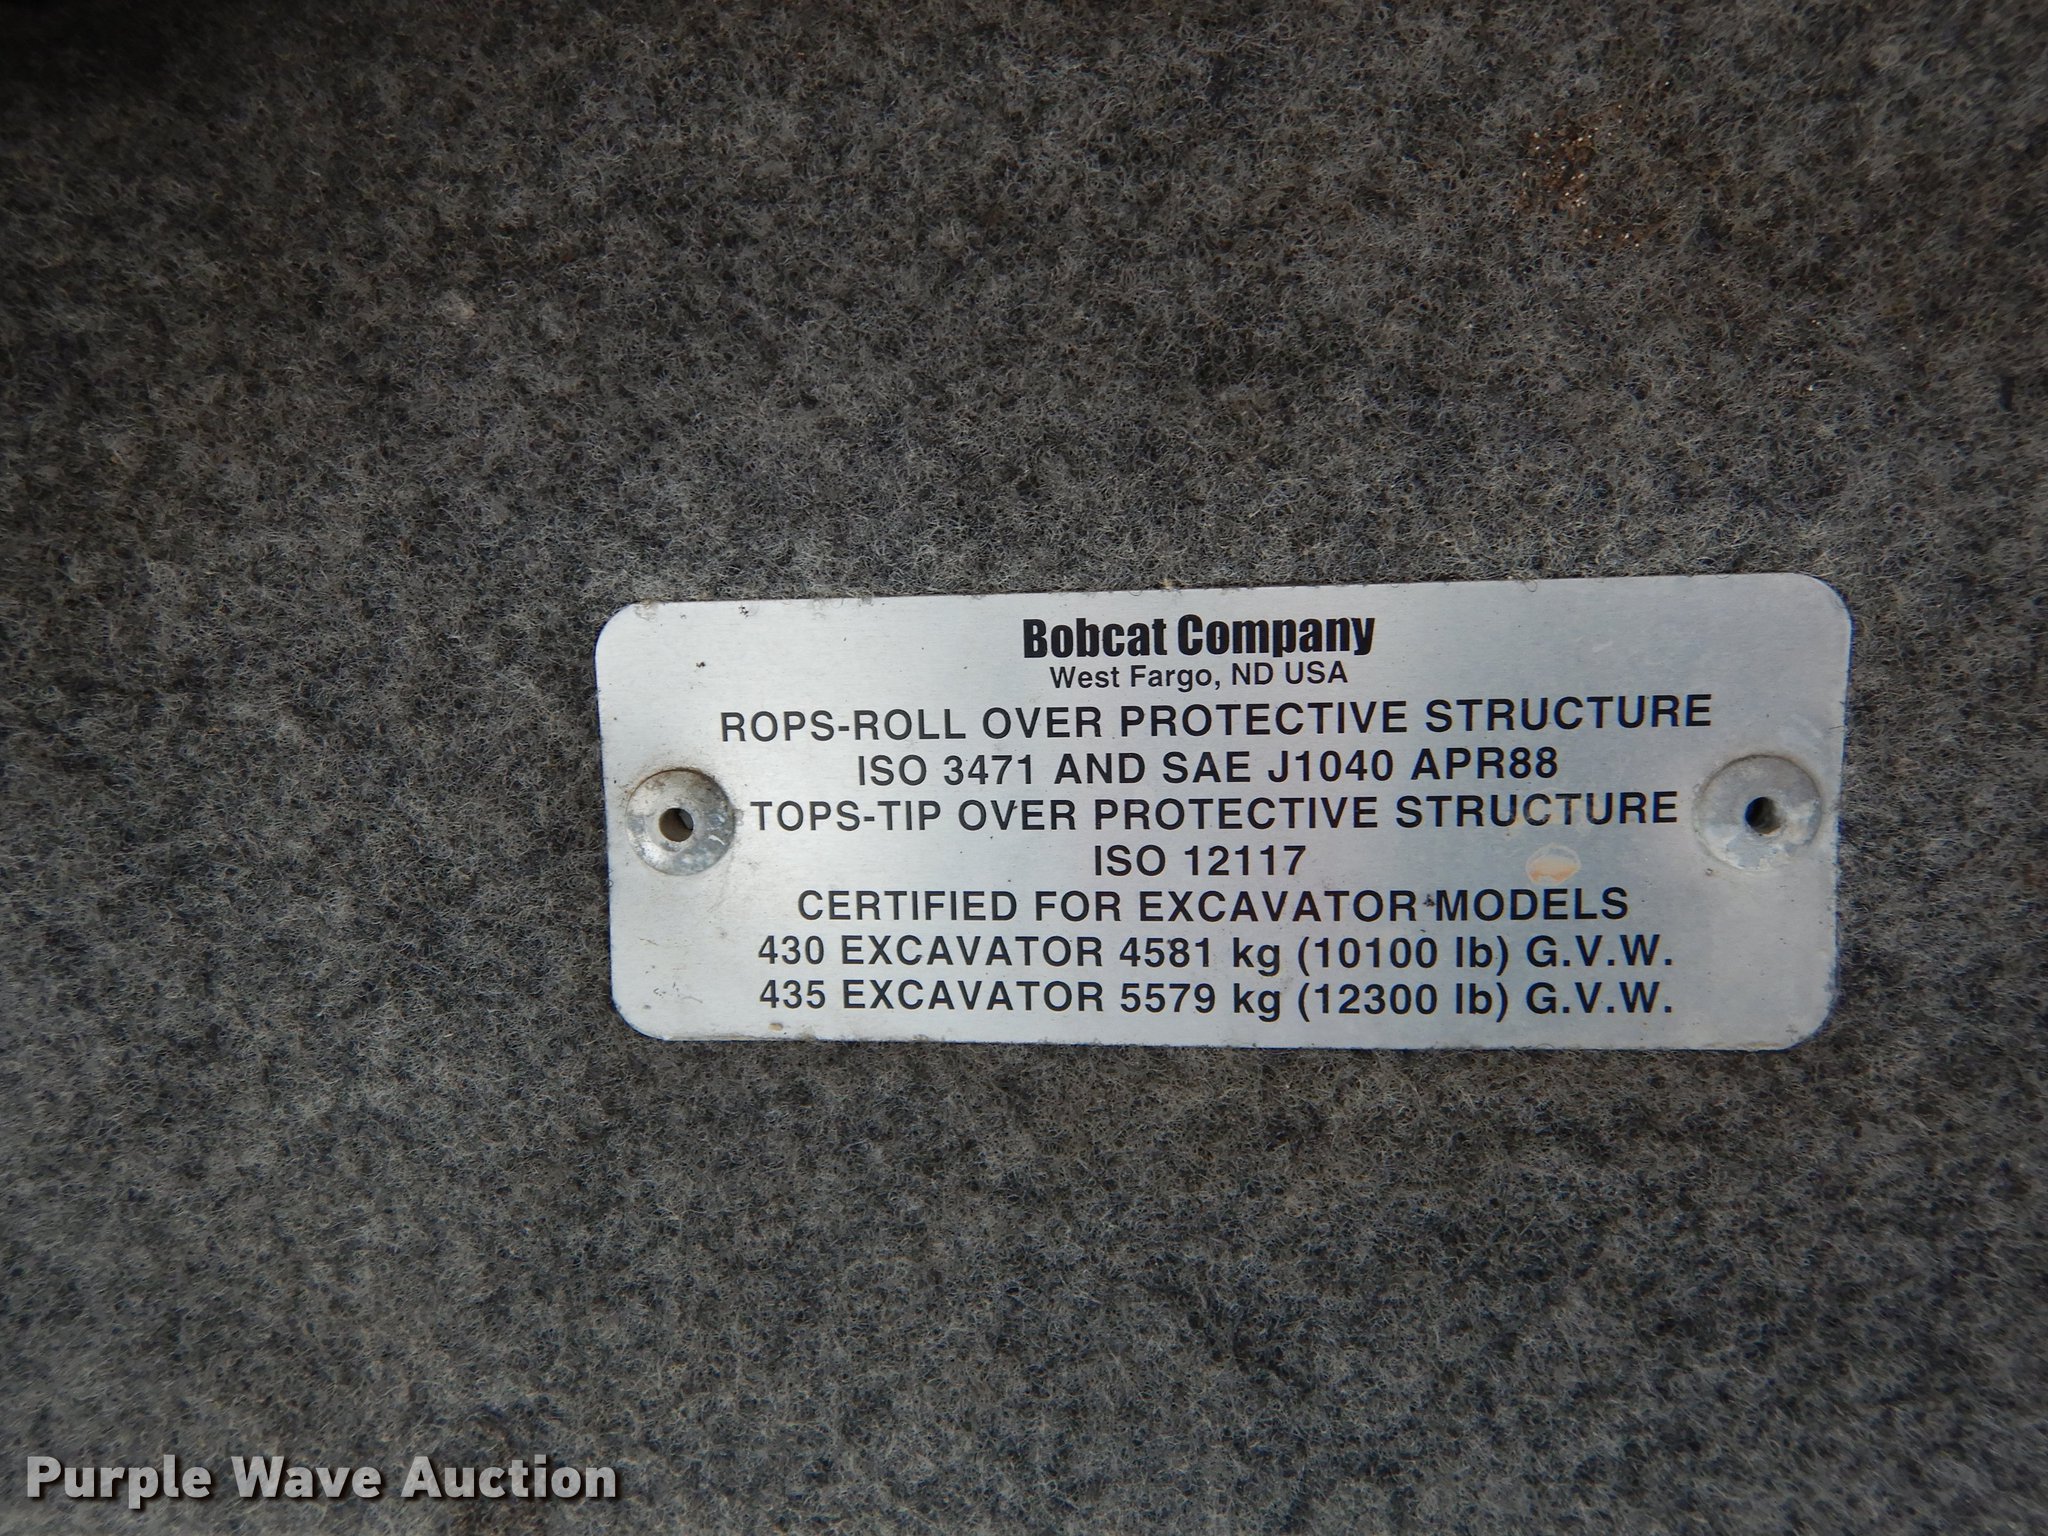 Bobcat Company
West Fargo, ND USA
ROPS-ROLL OVER PROTECTIVE STRUCTURE
ISO 3471 AND SAE J1040 APR88
TOPS-TIP OVER PROTECTIVE STRUCTURE
ISO 12117
CERTIFIED FOR EXCAVATOR MODELS
430 EXCAVATOR 4581 kg (10100 lb) G.V.W.
435 EXCAVATOR 5579 kg (12300 lb) G.V.W.
Purple Wave Auction